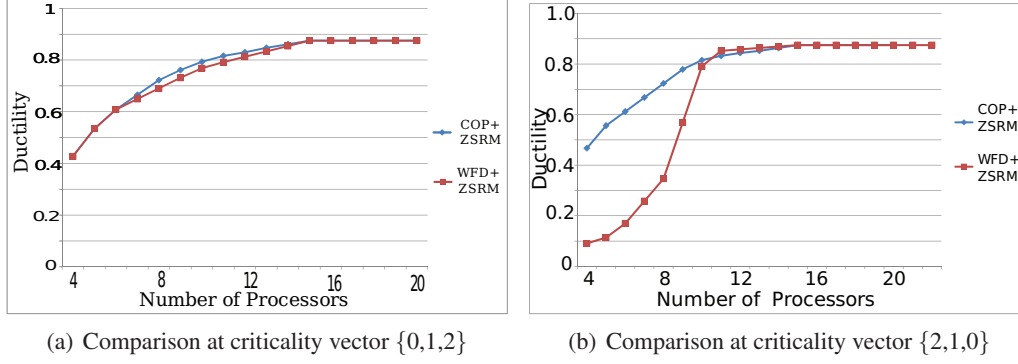 1
0.8
0.6
0.4
0.2
0
Ductility
4
8
12
16
20
Number of Processors
COP+
ZSRM
WFD+
ZSRM
(a) Comparison at criticality vector {0,1,2}
1.0
0.8
0.6
0.4
0.2
0
Ductility
4
8
12
16
20
Number of Processors
COP+
ZSRM
WFD+
ZSRM
(b) Comparison at criticality vector {2,1,0}